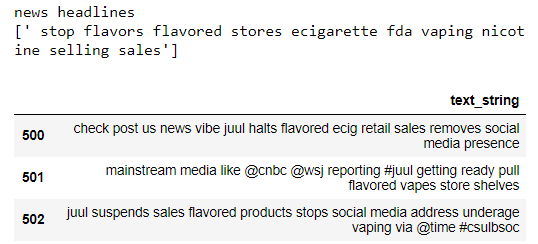 news headlines
[' stop flavors flavored stores ecigarette fda vaping nicot
ine selling sales']
text_string
500 check post us news vibe juul halts flavored ecig retail sales removes social
media presence
501 mainstream media like @cnbc @wsj reporting #juul getting ready pull
flavored vapes store shelves
502 juul suspends sales flavored products stops social media address underage
vaping via @time #csulbsoc